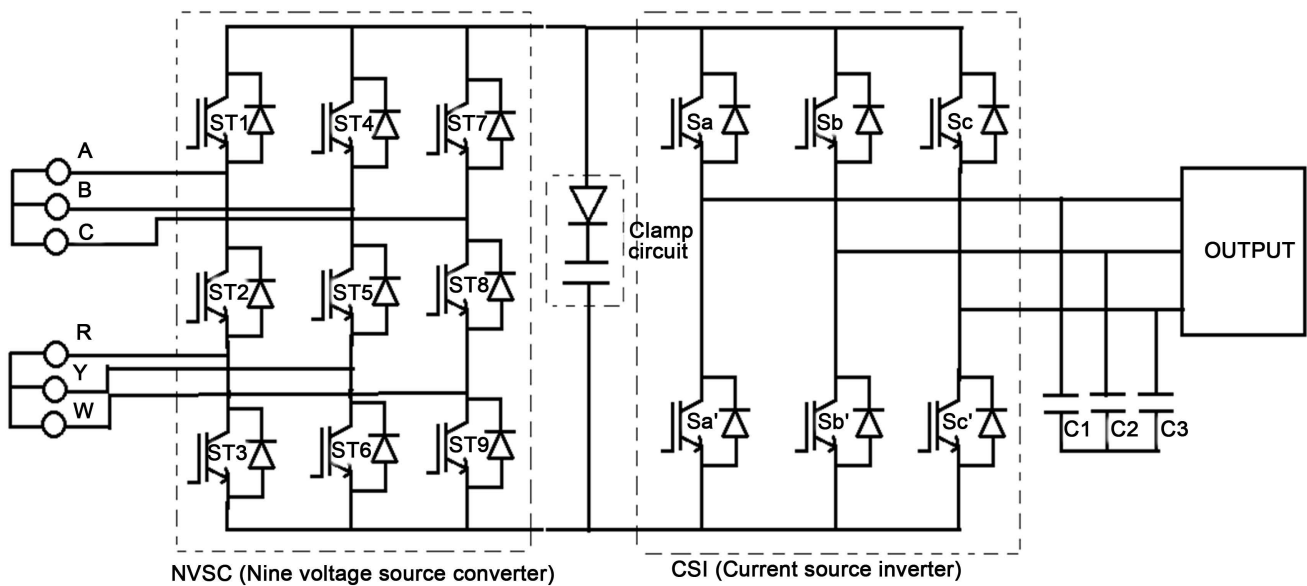 ST1
ST4
ST7
Sa
Sb
Sc
A
B
C
Clamp
circuit
OUTPUT
ST2
ST5
ST8
R
Y
W
ST3
ST6
ST9
Sa'
Sb'
Sc'
C1
C2
C3
NVSC (Nine voltage source converter)
CSI (Current source inverter)